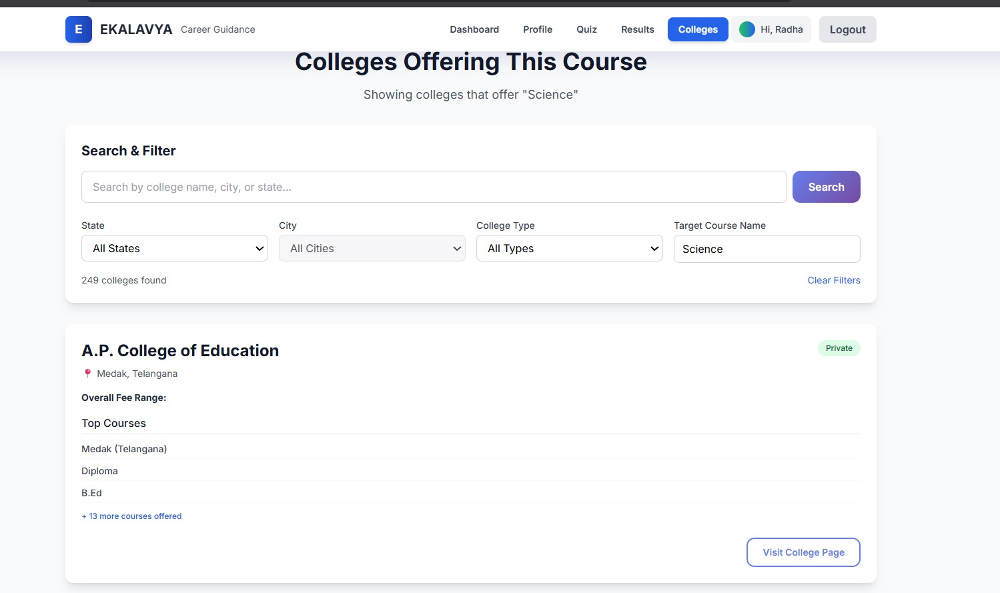 E EKALAVYA Career Guidance Dashboard Profile Quiz Results Colleges Hi, Radha Logout
Colleges Offering This Course
Showing colleges that offer "Science"
Search & Filter
Search by college name, city, or state... Search
State City College Type Target Course Name
All States All Cities All Types Science
249 colleges found Clear Filters
A.P. College of Education Private
Medak, Telangana
Overall Fee Range:
Top Courses
Medak (Telangana)
Diploma
B.Ed
+ 13 more courses offered
Visit College Page